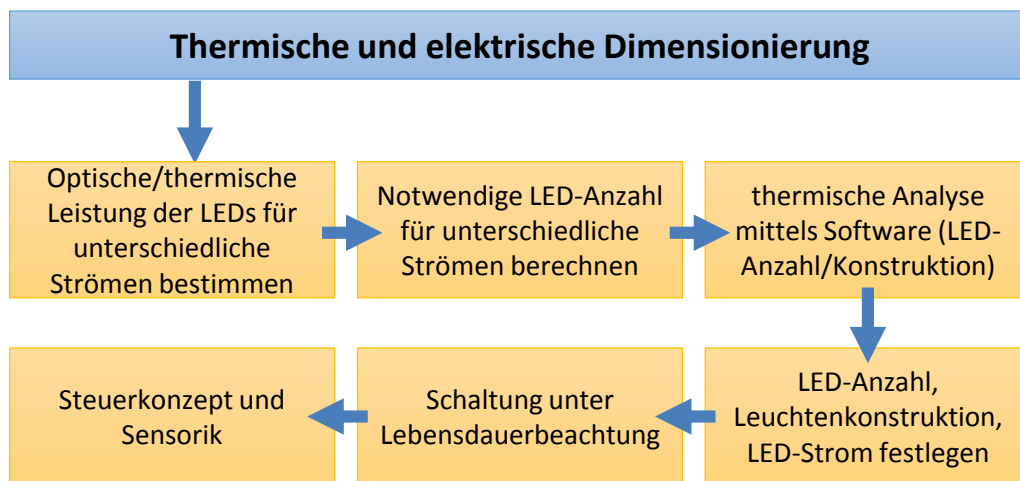 Thermische und elektrische Dimensionierung
Optische/thermische
Leistung der LEDs für
unterschiedliche
Strömen bestimmen
Notwendige LED-Anzahl
für unterschiedliche
Strömen berechnen
thermische Analyse
mittels Software (LED-
Anzahl/Konstruktion)
LED-Anzahl,
Leuchtenkonstruktion,
LED-Strom festlegen
Schaltung unter
Lebensdauerbeachtung
Steuerkonzept und
Sensorik